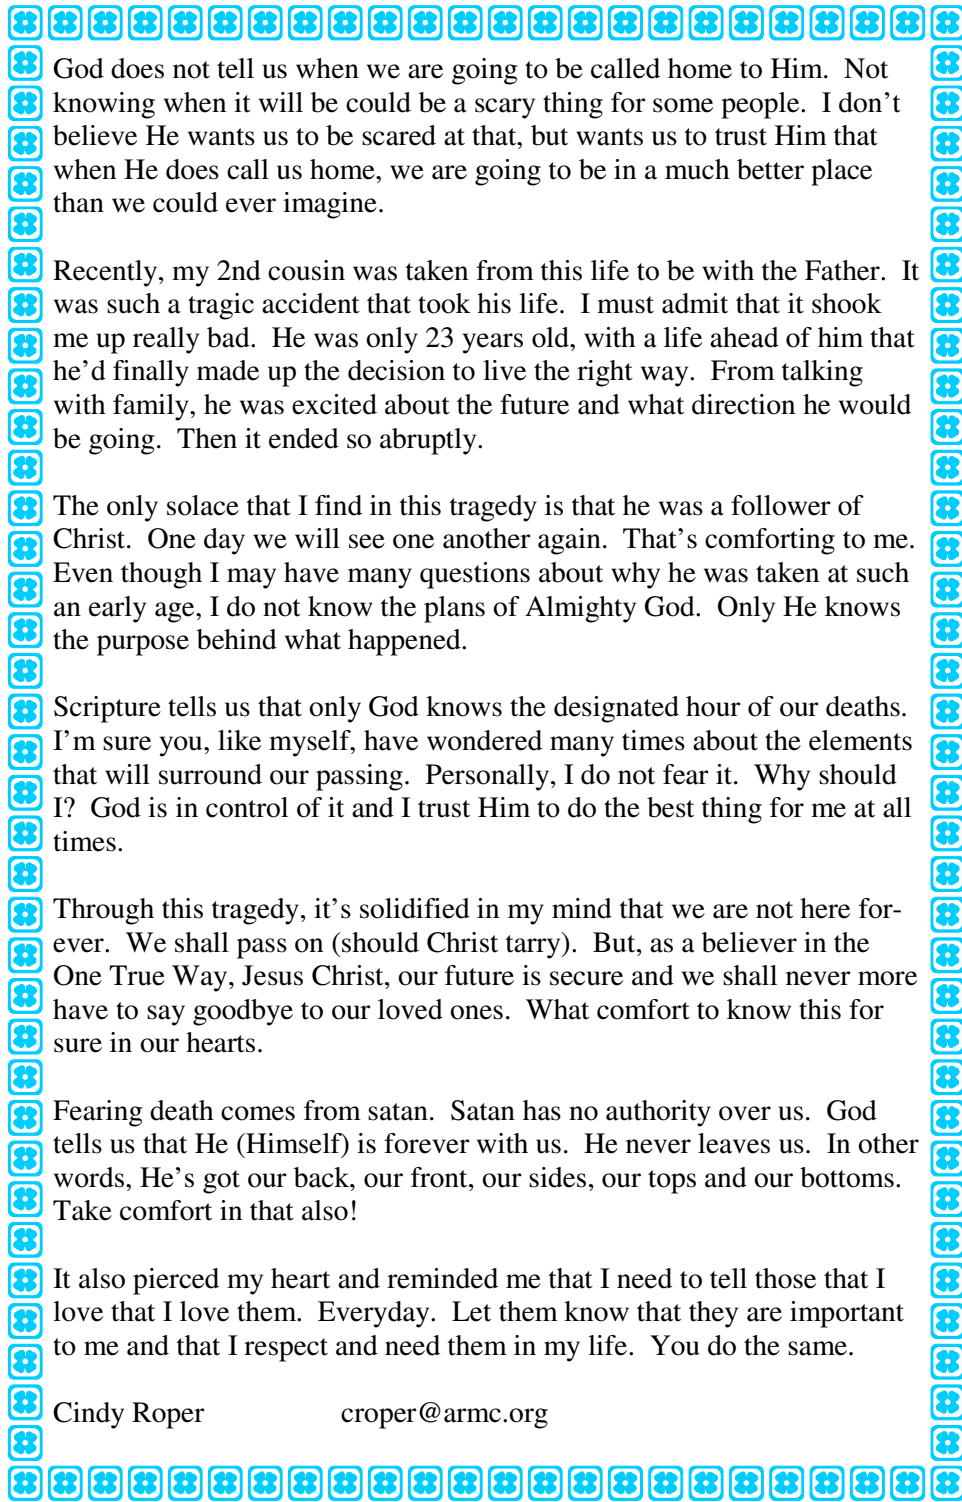 God does not tell us when we are going to be called home to Him.  Not
knowing when it will be could be a scary thing for some people.  I don’t
believe He wants us to be scared at that, but wants us to trust Him that
when He does call us home, we are going to be in a much better place
than we could ever imagine.

Recently, my 2nd cousin was taken from this life to be with the Father.  It
was such a tragic accident that took his life.  I must admit that it shook
me up really bad.  He was only 23 years old, with a life ahead of him that
he’d finally made up the decision to live the right way.  From talking
with family, he was excited about the future and what direction he would
be going.  Then it ended so abruptly.

The only solace that I find in this tragedy is that he was a follower of
Christ.  One day we will see one another again.  That’s comforting to me.
Even though I may have many questions about why he was taken at such
an early age, I do not know the plans of Almighty God.  Only He knows
the purpose behind what happened.

Scripture tells us that only God knows the designated hour of our deaths.
I’m sure you, like myself, have wondered many times about the elements
that will surround our passing.  Personally, I do not fear it.  Why should
I?  God is in control of it and I trust Him to do the best thing for me at all
times.

Through this tragedy, it’s solidified in my mind that we are not here for-
ever.  We shall pass on (should Christ tarry).  But, as a believer in the
One True Way, Jesus Christ, our future is secure and we shall never more
have to say goodbye to our loved ones.  What comfort to know this for
sure in our hearts.

Fearing death comes from satan.  Satan has no authority over us.  God
tells us that He (Himself) is forever with us.  He never leaves us.  In other
words, He’s got our back, our front, our sides, our tops and our bottoms.
Take comfort in that also!

It also pierced my heart and reminded me that I need to tell those that I
love that I love them.  Everyday.  Let them know that they are important
to me and that I respect and need them in my life.  You do the same.

Cindy Roper croper@armc.org